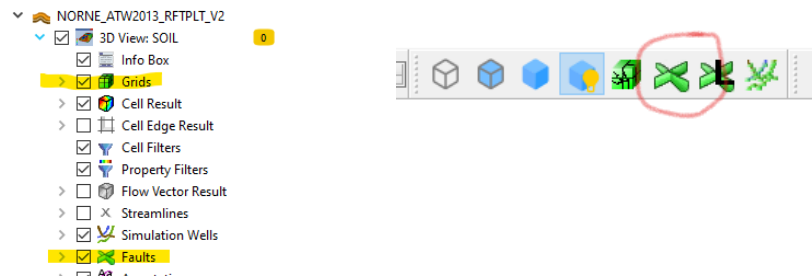 NORNE_ATW2013_RFTPLT_V2
3D View: SOIL
0
Info Box
Grids
Cell Result
Cell Edge Result
Cell Filters
Property Filters
Flow Vector Result
Streamlines
Simulation Wells
Faults
L